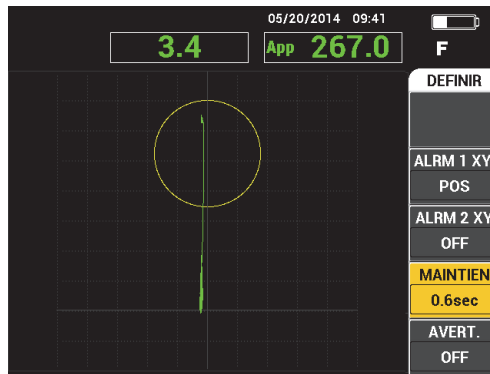 05/20/2014 09:41
3.4
App 267.0
F
DEFINIR
ALRM 1 XY
POS
ALRM 2 XY
OFF
MAINTIEN
0.6sec
AVERT.
OFF